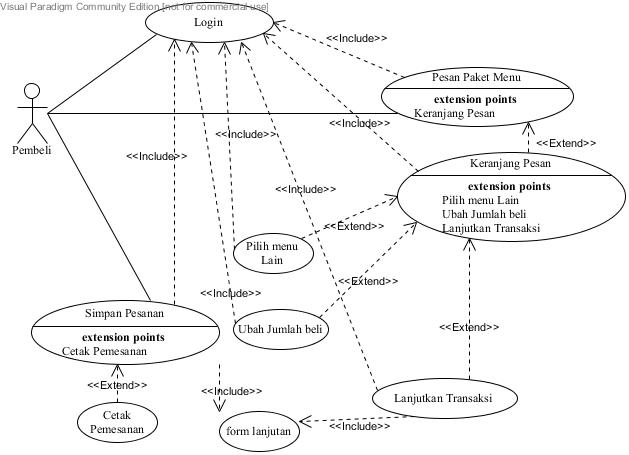 Visual Paradigm Community Edition [not for commercial use]
Login
<<Include>>
Pesan Paket Menu
extension points
Keranjang Pesan
Pembeli
<<Include>>
<<Include>>
<<Extend>>
<<Include>>
Keranjang Pesan
extension points
Pilih menu Lain
Ubah Jumlah beli
Lanjutkan Transaksi
<<Include>>
<<Extend>>
Pilih menu
Lain
<<Extend>>
<<Include>>
Simpan Pesanan
extension points
Cetak Pemesanan
Ubah Jumlah beli
<<Extend>>
<<Extend>>
<<Include>>
Lanjutkan Transaksi
Cetak
Pemesanan
form lanjutan
<<Include>>